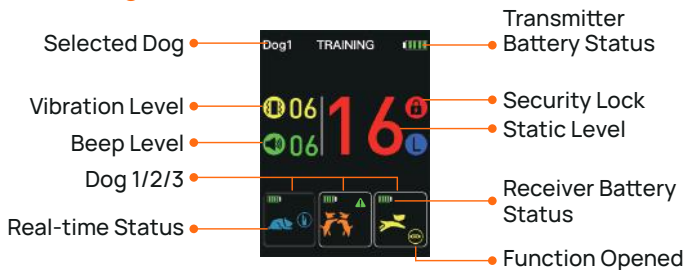 Selected Dog
Vibration Level
Beep Level
Dog 1/2/3
Real-time Status
Dog1 TRAINING
06
06
16
L
Transmitter
Battery Status
Security Lock
Static Level
Receiver Battery
Status
Function Opened